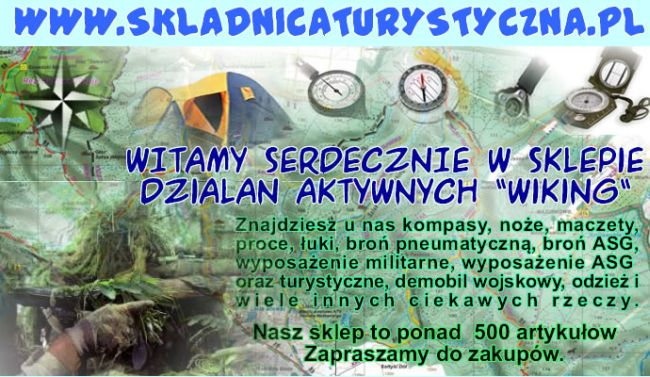 WWW.SKLADNICATURYSTYCZNA.PL
WITAMY SERDECZNIE W SKLEPIE
DZIALAN AKTYWNYCH "WIKING"
Znajdziesz u nas kompasy, noże, maczety,
proce, łuki, broń pneumatyczną, broń ASG,
wyposażenie militarne, wyposażenie ASG
oraz turystyczne, demobil wojskowy, odzież i
wiele innych ciekawych rzeczy.
Nasz sklep to ponad 500 artykułow
Zapraszamy do zakupów.